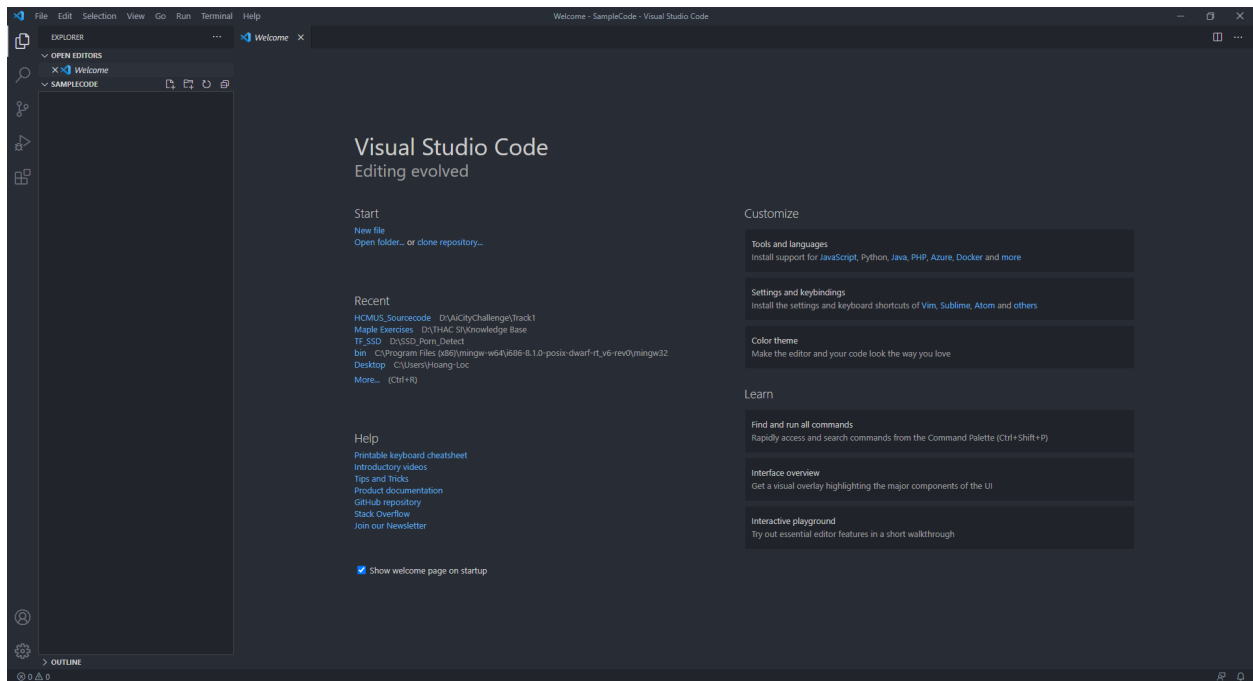 File Edit Selection View Go Run Terminal Help
Welcome - SampleCode - Visual Studio Code
EXPLORER
Welcome
OPEN EDITORS
Welcome
SAMPLECODE
Visual Studio Code
Editing evolved
Start
New file
Open folder... or clone repository...
Recent
HCMUS_Sourcecode D:\AiCityChallenge\Track1
Maple Exercises D:\THAC SI\Knowledge Base
TF_SSD D:\SSD_Porn_Detect
bin C:\Program Files (x86)\mingw-w64\i686-8.1.0-posix-dwarf-rt_v6-rev0\mingw32
Desktop C:\Users\Hoang-Loc
More... (Ctrl+R)
Help
Printable keyboard cheatsheet
Introductory videos
Tips and Tricks
Product documentation
GitHub repository
Stack Overflow
Join our Newsletter
Show welcome page on startup
Customize
Tools and languages
Install support for JavaScript, Python, Java, PHP, Azure, Docker and more
Settings and keybindings
Install the settings and keyboard shortcuts of Vim, Sublime, Atom and others
Color theme
Make the editor and your code look the way you love
Learn
Find and run all commands
Rapidly access and search commands from the Command Palette (Ctrl+Shift+P)
Interface overview
Get a visual overlay highlighting the major components of the UI
Interactive playground
Try out essential editor features in a short walkthrough
OUTLINE
0 0